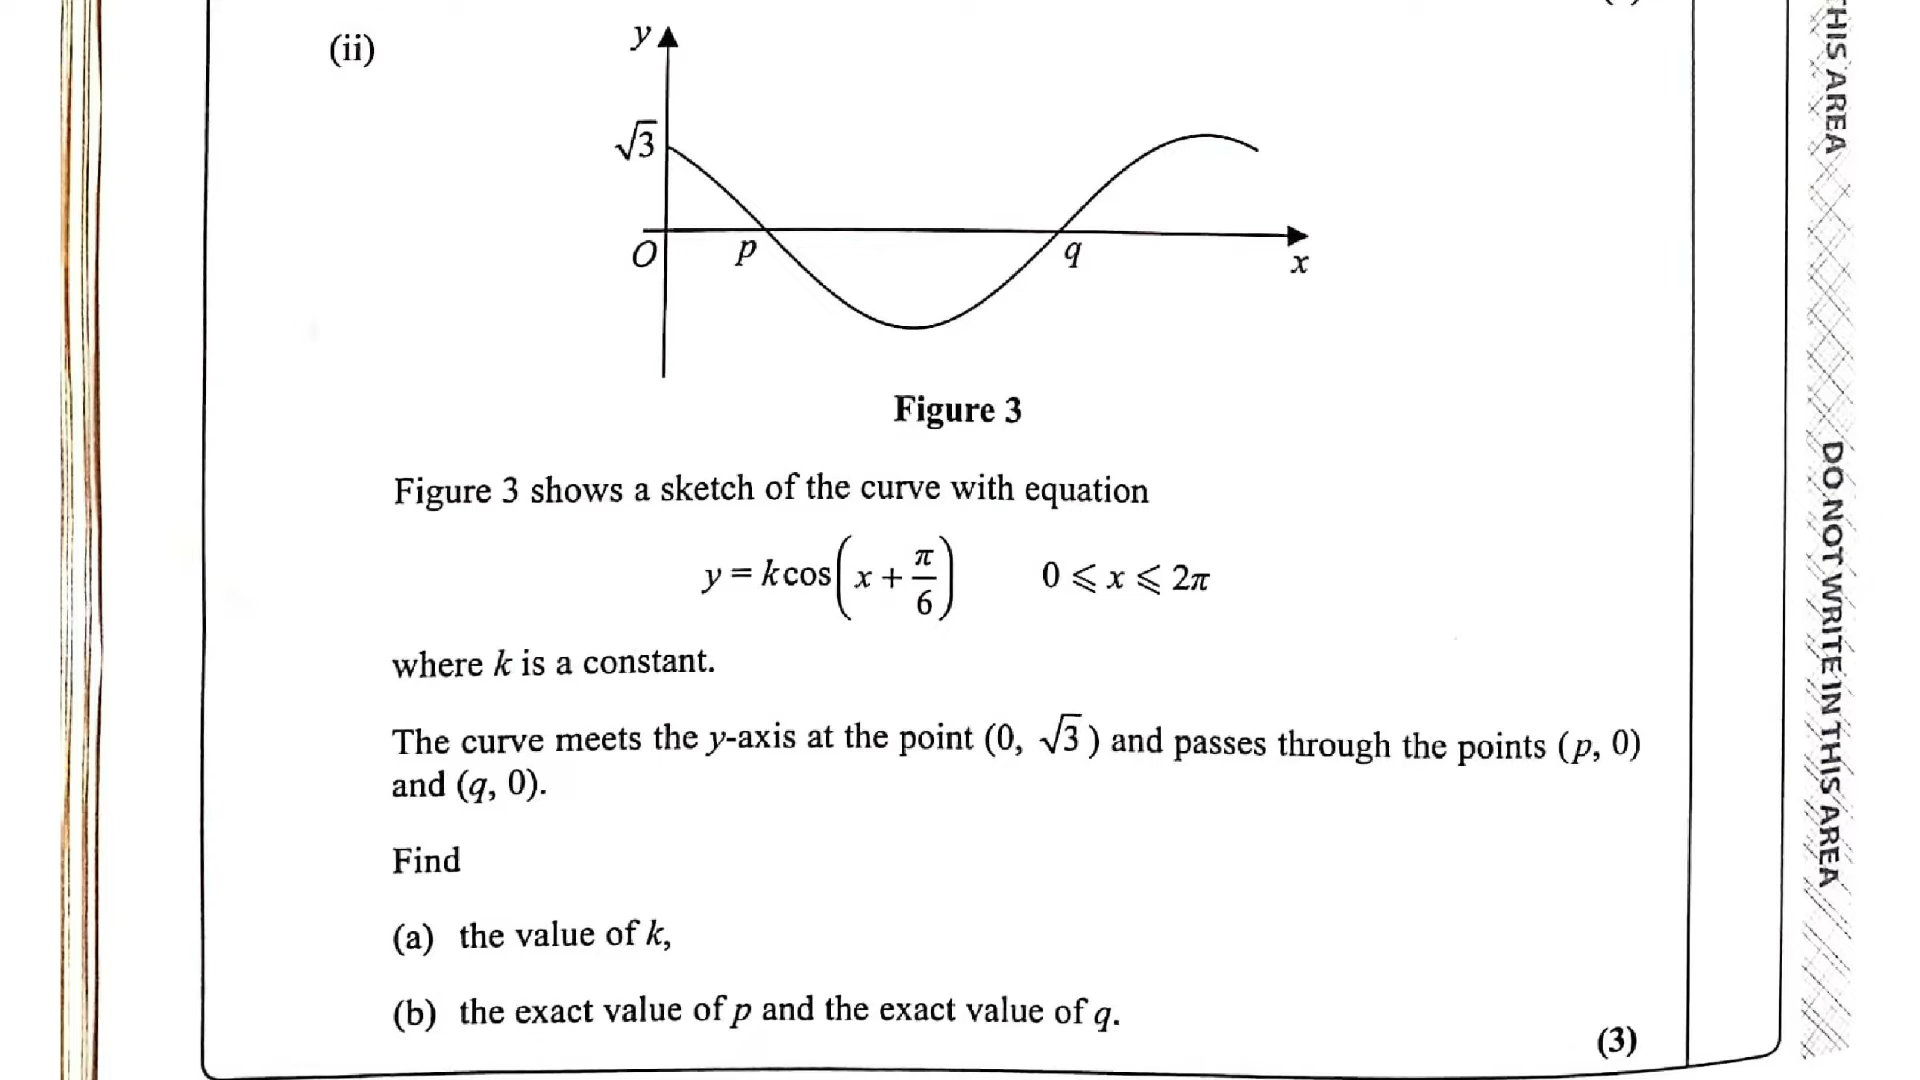 (ii)
y
√3
O
p
q
x
Figure 3
Figure 3 shows a sketch of the curve with equation
y = k cos(x + π/6)    0 ⩽ x ⩽ 2π
where k is a constant.
The curve meets the y-axis at the point (0, √3) and passes through the points (p, 0)
and (q, 0).
Find
(a) the value of k,
(b) the exact value of p and the exact value of q.
(3)
HIS AREA
DO NOT WRITE IN THIS AREA